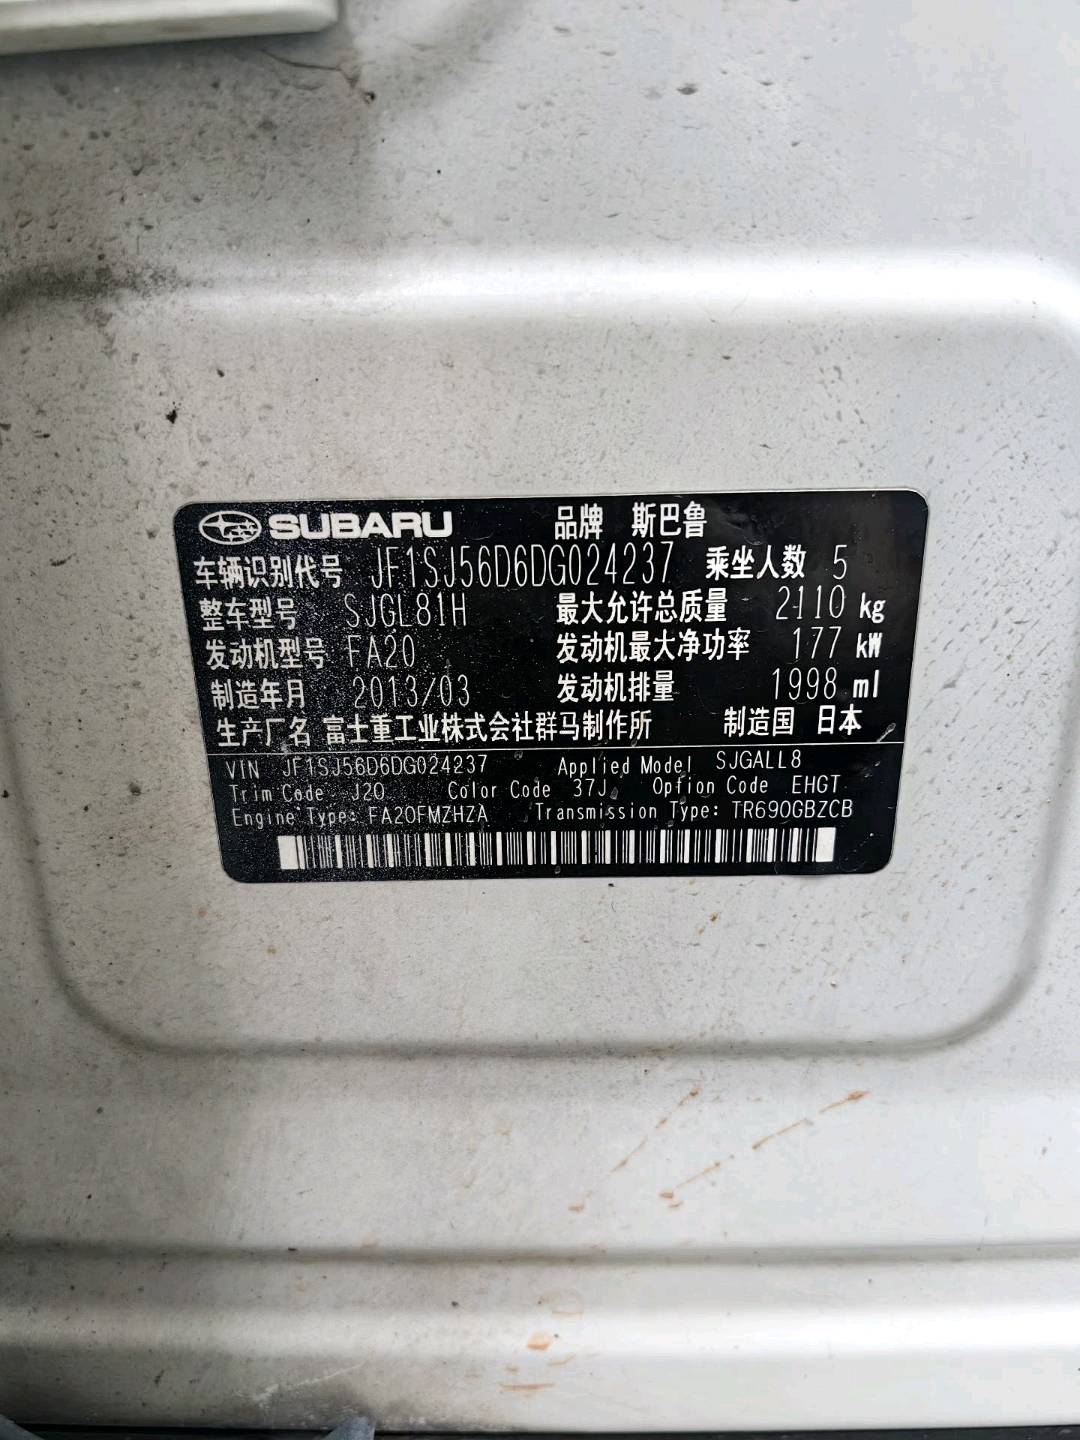 SUBARU 品牌 斯巴鲁
车辆识别代号 JF1SJ56D6DG024237 乘坐人数 5
整车型号 SJGL81H 最大允许总质量 2110 kg
发动机型号 FA20 发动机最大净功率 177 kW
制造年月 2013/03 发动机排量 1998 ml
生产厂名 富士重工业株式会社群马制作所 制造国 日本
VIN JF1SJ56D6DG024237 Applied Model SJGALL8
Trim Code J20 Color Code 37J Option Code EHGT
Engine Type: FA20FMZHZA Transmission Type: TR690GBZCB